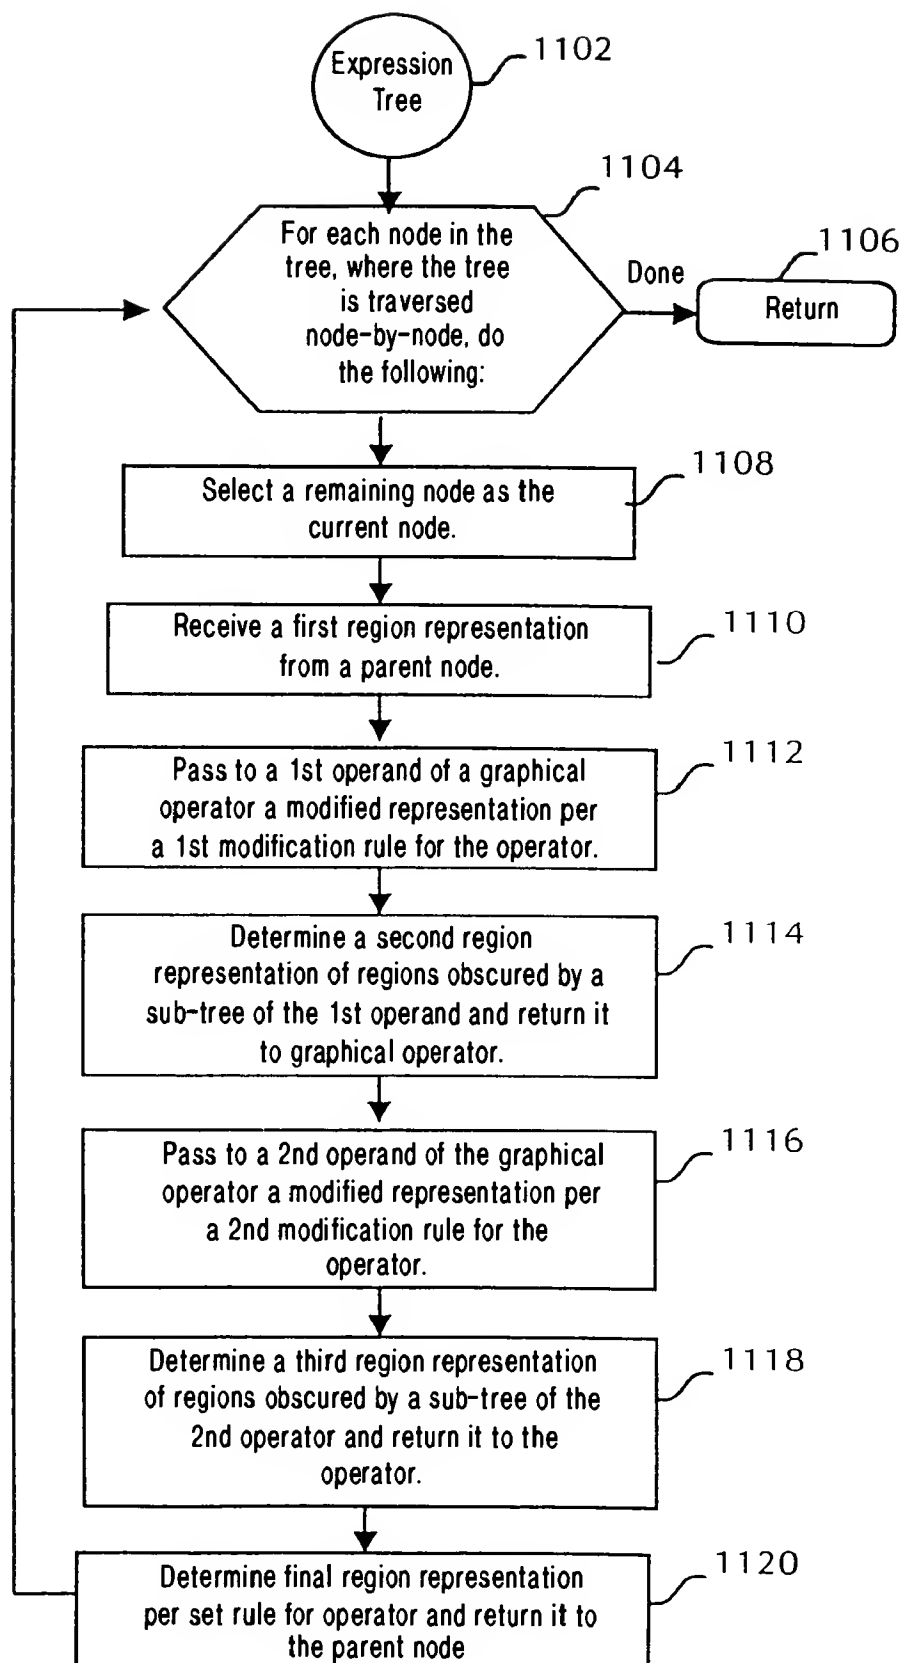 Expression
Tree
1102
1104
For each node in the
tree, where the tree
is traversed
node-by-node, do
the following:
Done
1106
Return
1108
Select a remaining node as the
current node.
1110
Receive a first region representation
from a parent node.
1112
Pass to a 1st operand of a graphical
operator a modified representation per
a 1st modification rule for the operator.
1114
Determine a second region
representation of regions obscured by a
sub-tree of the 1st operand and return it
to graphical operator.
1116
Pass to a 2nd operand of the graphical
operator a modified representation per
a 2nd modification rule for the
operator.
1118
Determine a third region representation
of regions obscured by a sub-tree of the
2nd operator and return it to the
operator.
1120
Determine final region representation
per set rule for operator and return it to
the parent node